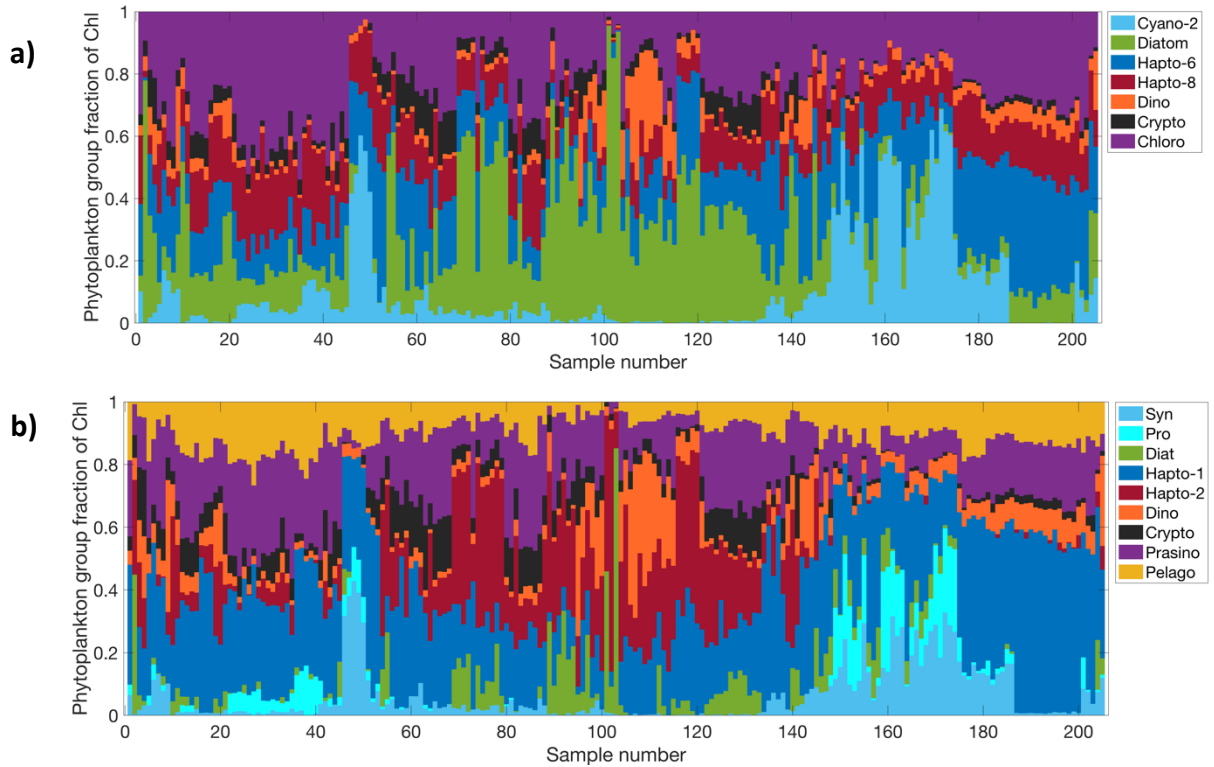 a)
Phytoplankton group fraction of Chl
1
0.8
0.6
0.4
0.2
0
0 20 40 60 80 100 120 140 160 180 200
Sample number
Cyano-2
Diatom
Hapto-6
Hapto-8
Dino
Crypto
Chloro
b)
Phytoplankton group fraction of Chl
1
0.8
0.6
0.4
0.2
0
0 20 40 60 80 100 120 140 160 180 200
Sample number
Syn
Pro
Diat
Hapto-1
Hapto-2
Dino
Crypto
Prasino
Pelago